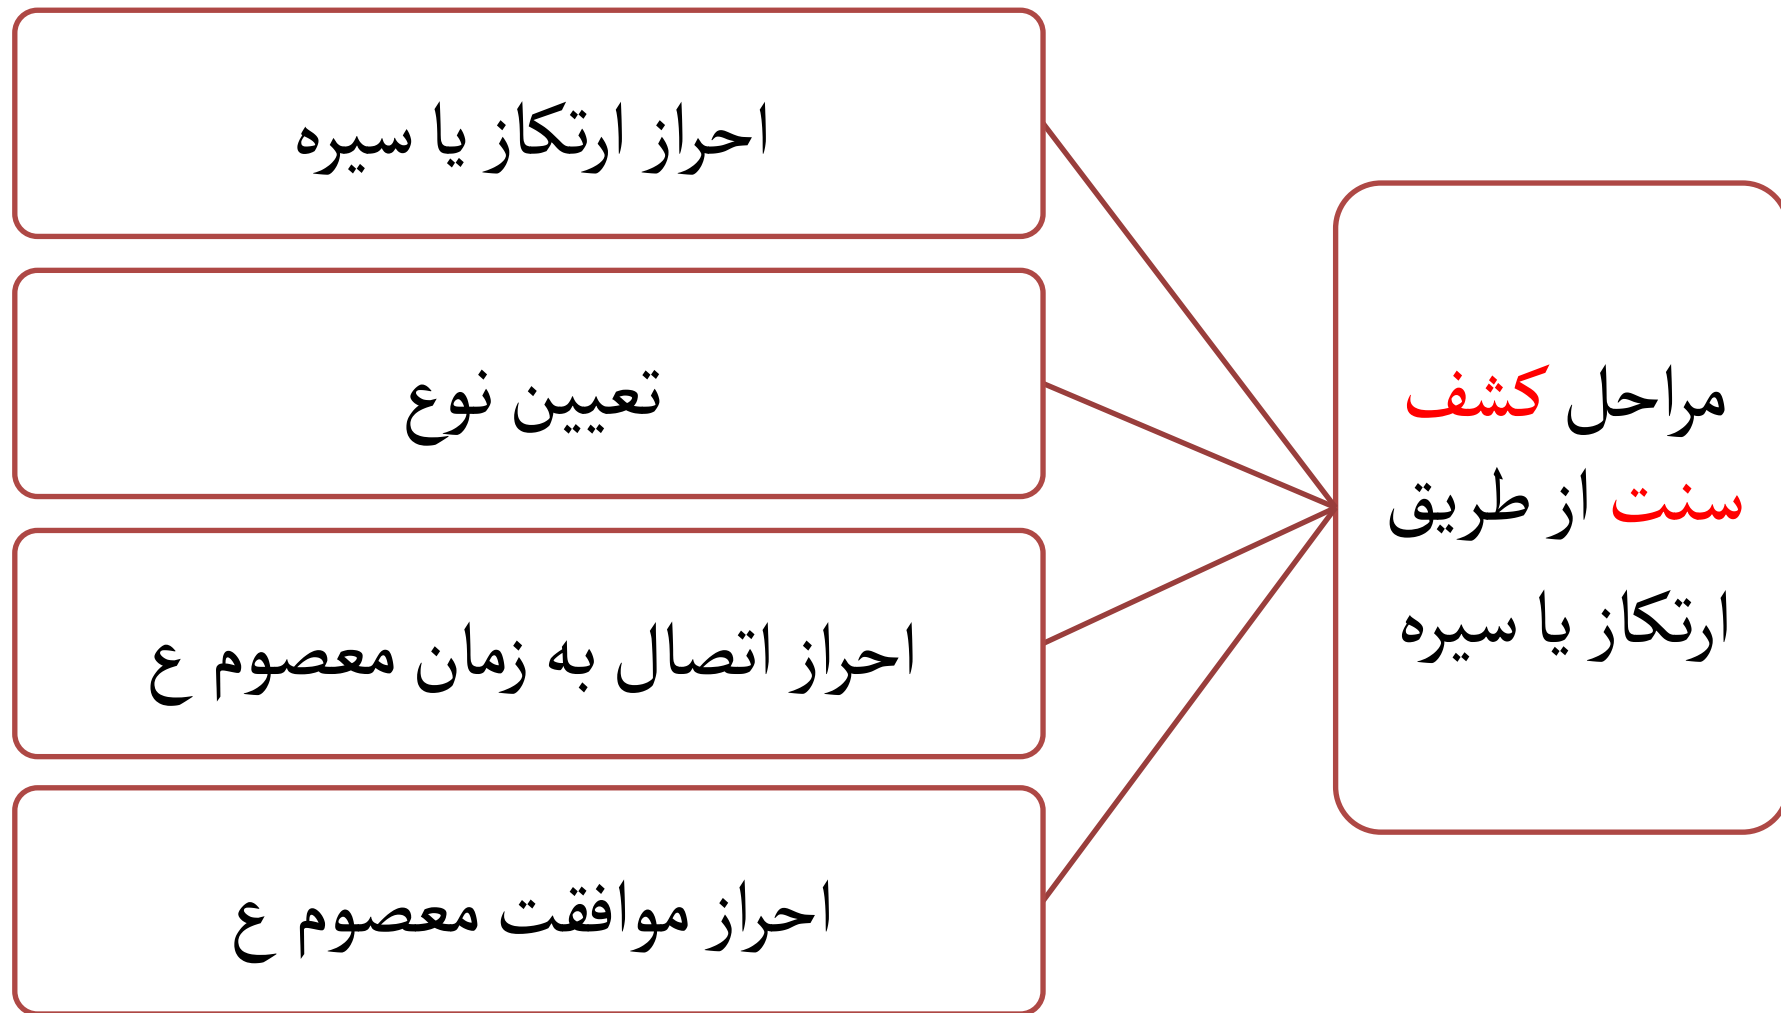 مراحل کشف
سنت از طریق
ارتکاز یا سیره
احراز ارتکاز یا سیره
تعیین نوع
احراز اتصال به زمان معصوم ع
احراز موافقت معصوم ع